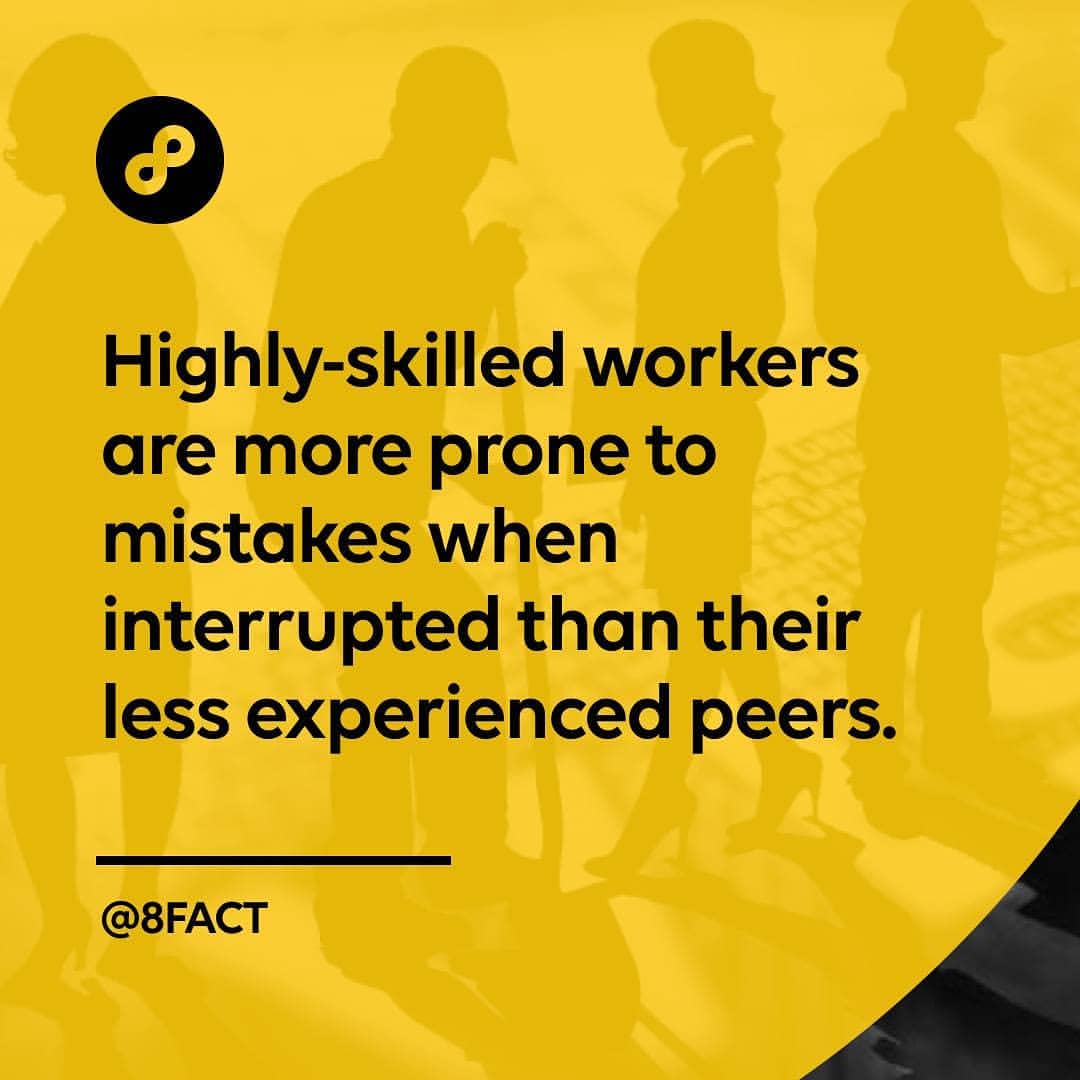 Highly-skilled workers
are more prone to
mistakes when
interrupted than their
less experienced peers.
@8FACT